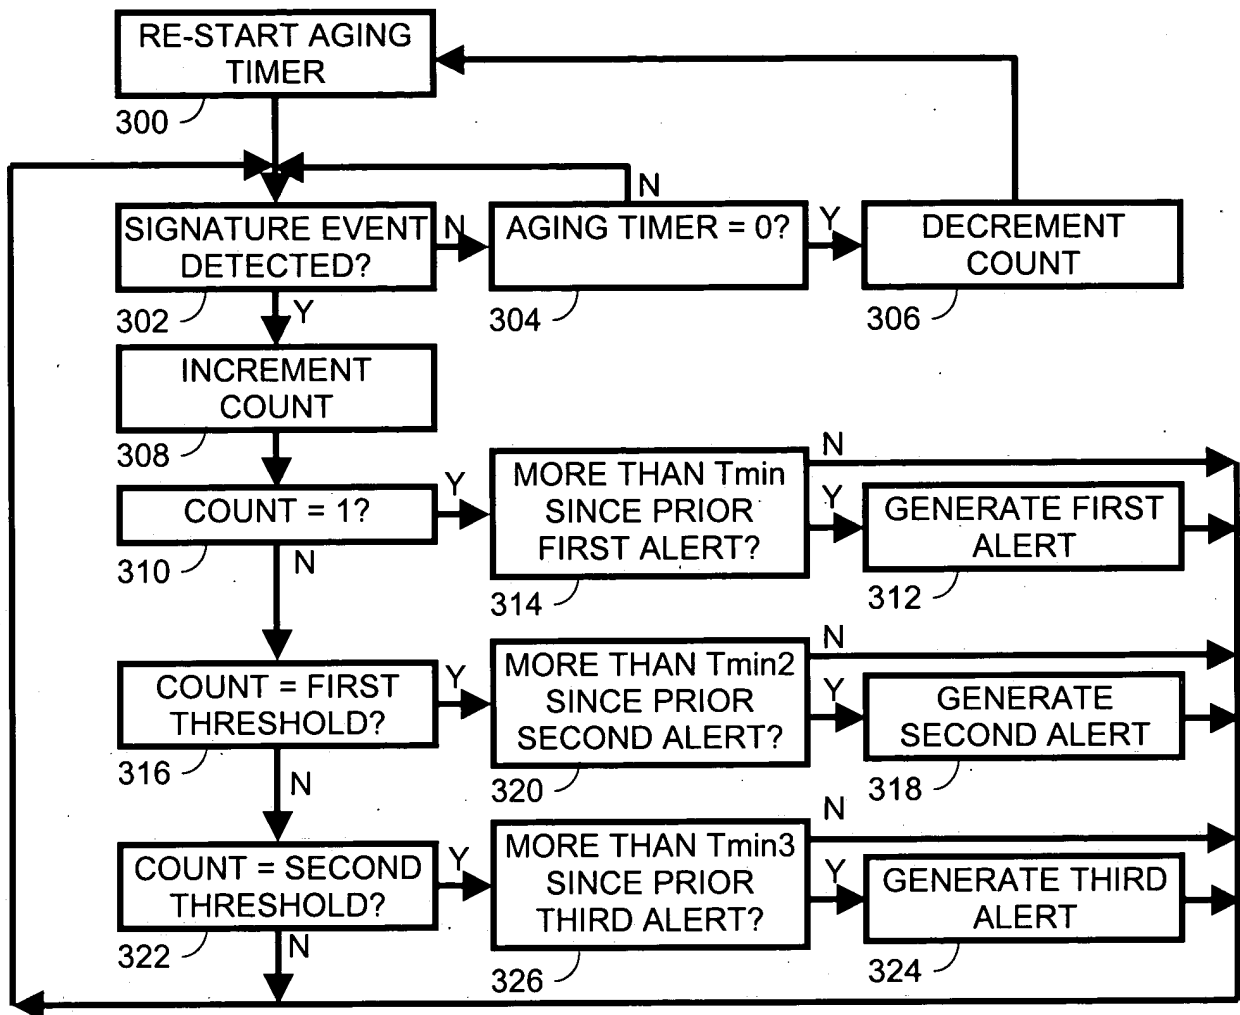 RE-START AGING
TIMER
300
N
SIGNATURE EVENT
DETECTED?
N
AGING TIMER = 0?
Y
DECREMENT
COUNT
302
Y
304
306
INCREMENT
COUNT
308
COUNT = 1?
Y
MORE THAN Tmin
SINCE PRIOR
FIRST ALERT?
N
Y
GENERATE FIRST
ALERT
310
N
314
312
COUNT = FIRST
THRESHOLD?
Y
MORE THAN Tmin2
SINCE PRIOR
SECOND ALERT?
N
Y
GENERATE
SECOND ALERT
316
N
320
318
COUNT = SECOND
THRESHOLD?
Y
MORE THAN Tmin3
SINCE PRIOR
THIRD ALERT?
N
Y
GENERATE THIRD
ALERT
322
N
326
324